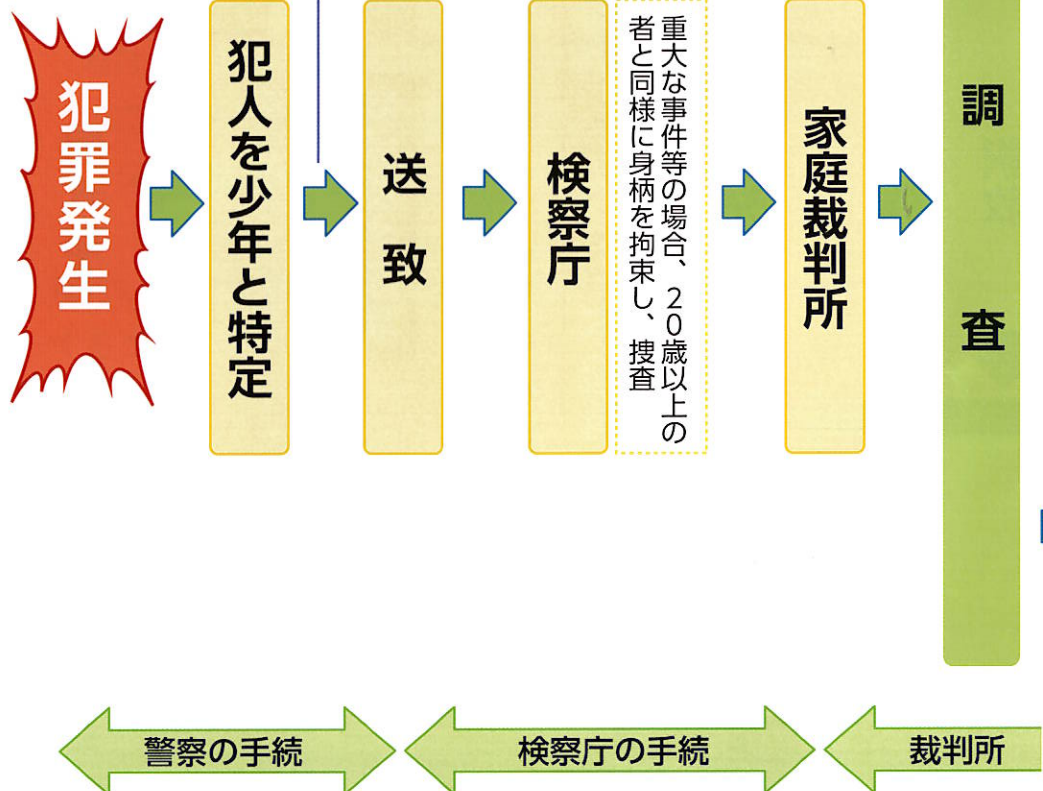 犯罪発生
犯人を少年と特定
送致
検察庁
重大な事件等の場合、20歳以上の
者と同様に身柄を拘束し、捜査
家庭裁判所
調査
警察の手続
検察庁の手続
裁判所